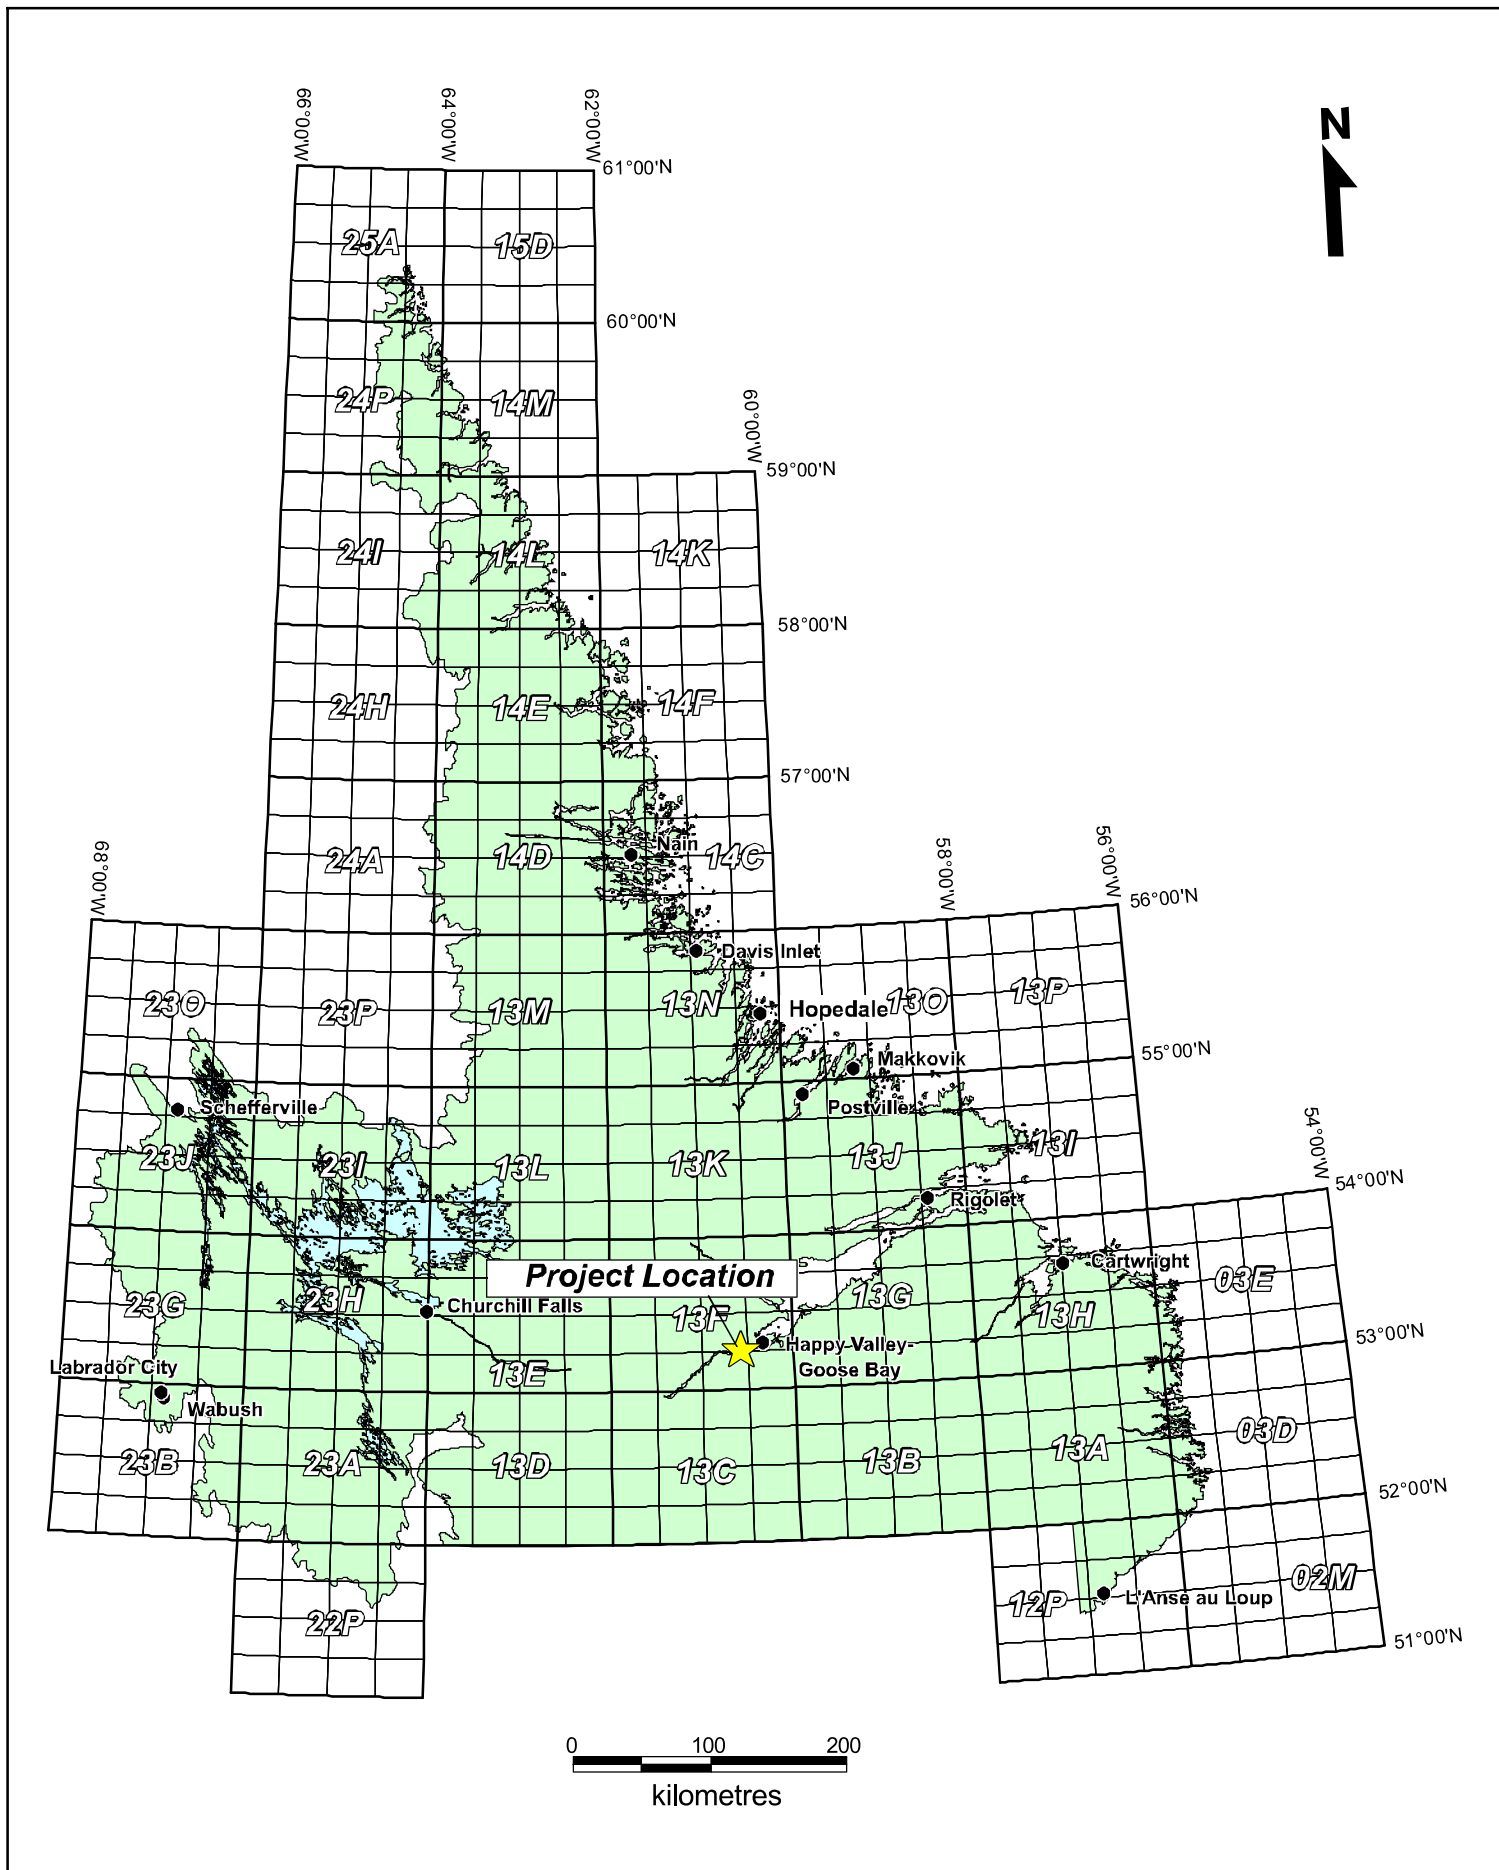 66°00'W
64°00'W
62°00'W
N
61°00'N
25A
15D
60°00'N
24P
14M
60°00'W
59°00'N
24I
14L
14K
58°00'N
24H
14E
14F
57°00'N
24A
14D
Nain
14C
68°00'W
58°00'W
56°00'W
56°00'N
Davis Inlet
23O
23P
13M
13N
Hopedale
13O
13P
Makkovik
55°00'N
Schefferville
Postville
54°00'W
23J
23I
13L
13K
13J
13I
Rigolet
54°00'N
Cartwright
Project Location
23G
23H
Churchill Falls
13F
13G
13H
03E
53°00'N
Happy Valley-
Goose Bay
Labrador City
13E
Wabush
23B
23A
13D
13C
13B
13A
03D
52°00'N
22P
12P
L'Anse au Loup
02M
51°00'N
0
100
200
kilometres